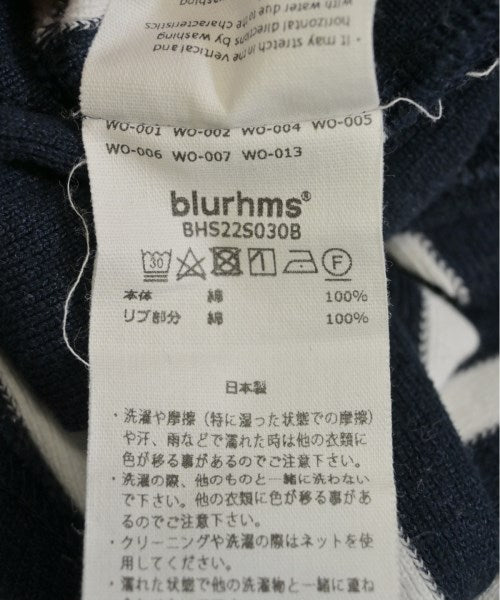 ・It may stretch in the vertical and
horizontal directions by washing
with water due to the characteristics
WO-001 WO-002 WO-004 WO-005
WO-006 WO-007 WO-013
blurhms®
BHS22S030B
30 1 F
本体 綿 100%
リブ部分 綿 100%
日本製
・洗濯や摩擦（特に湿った状態での摩擦）
や汗、雨などで濡れた時は他の衣類に
色が移る事があるのでご注意下さい。
・洗濯の際、他のものと一緒に洗わない
で下さい。他の衣類に色が移る事があ
るのでご注意下さい。
・クリーニングや洗濯の際はネットを使
用してください。
・濡れた状態で他の洗濯物と一緒に重ね